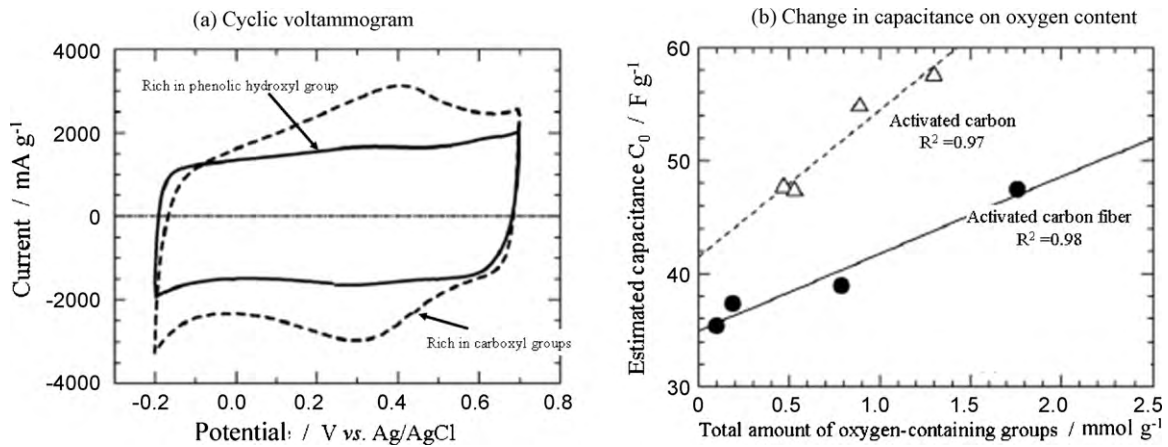 (a) Cyclic voltammogram
4000
2000
0
-2000
-4000
Current / mA g-1
Rich in phenolic hydroxyl group
Rich in carboxyl groups
-0.2 0.0 0.2 0.4 0.6 0.8
Potential: / V vs. Ag/AgCl
(b) Change in capacitance on oxygen content
60
50
40
30
Estimated capacitance C0 / F g-1
Activated carbon
R2 =0.97
Activated carbon fiber
R2 =0.98
0 0.5 1.0 1.5 2.0 2.5
Total amount of oxygen-containing groups / mmol g-1